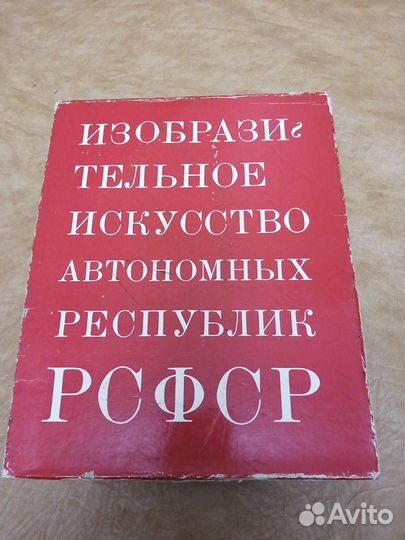 ИЗОБРАЗИ-
ТЕЛЬНОЕ
ИСКУССТВО
АВТОНОМНЫХ
РЕСПУБЛИК
РСФСР
Avito